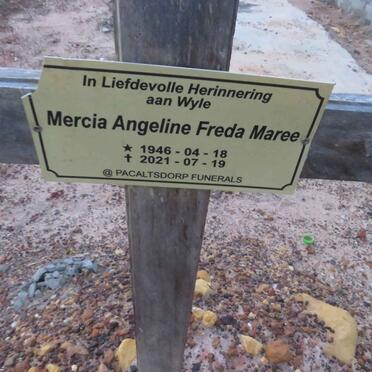 In Liefdevolle Herinnering
aan Wyle
Mercia Angeline Freda Maree
★ 1946 - 04 - 18
✝ 2021 - 07 - 19
@ PACALTSDORP FUNERALS